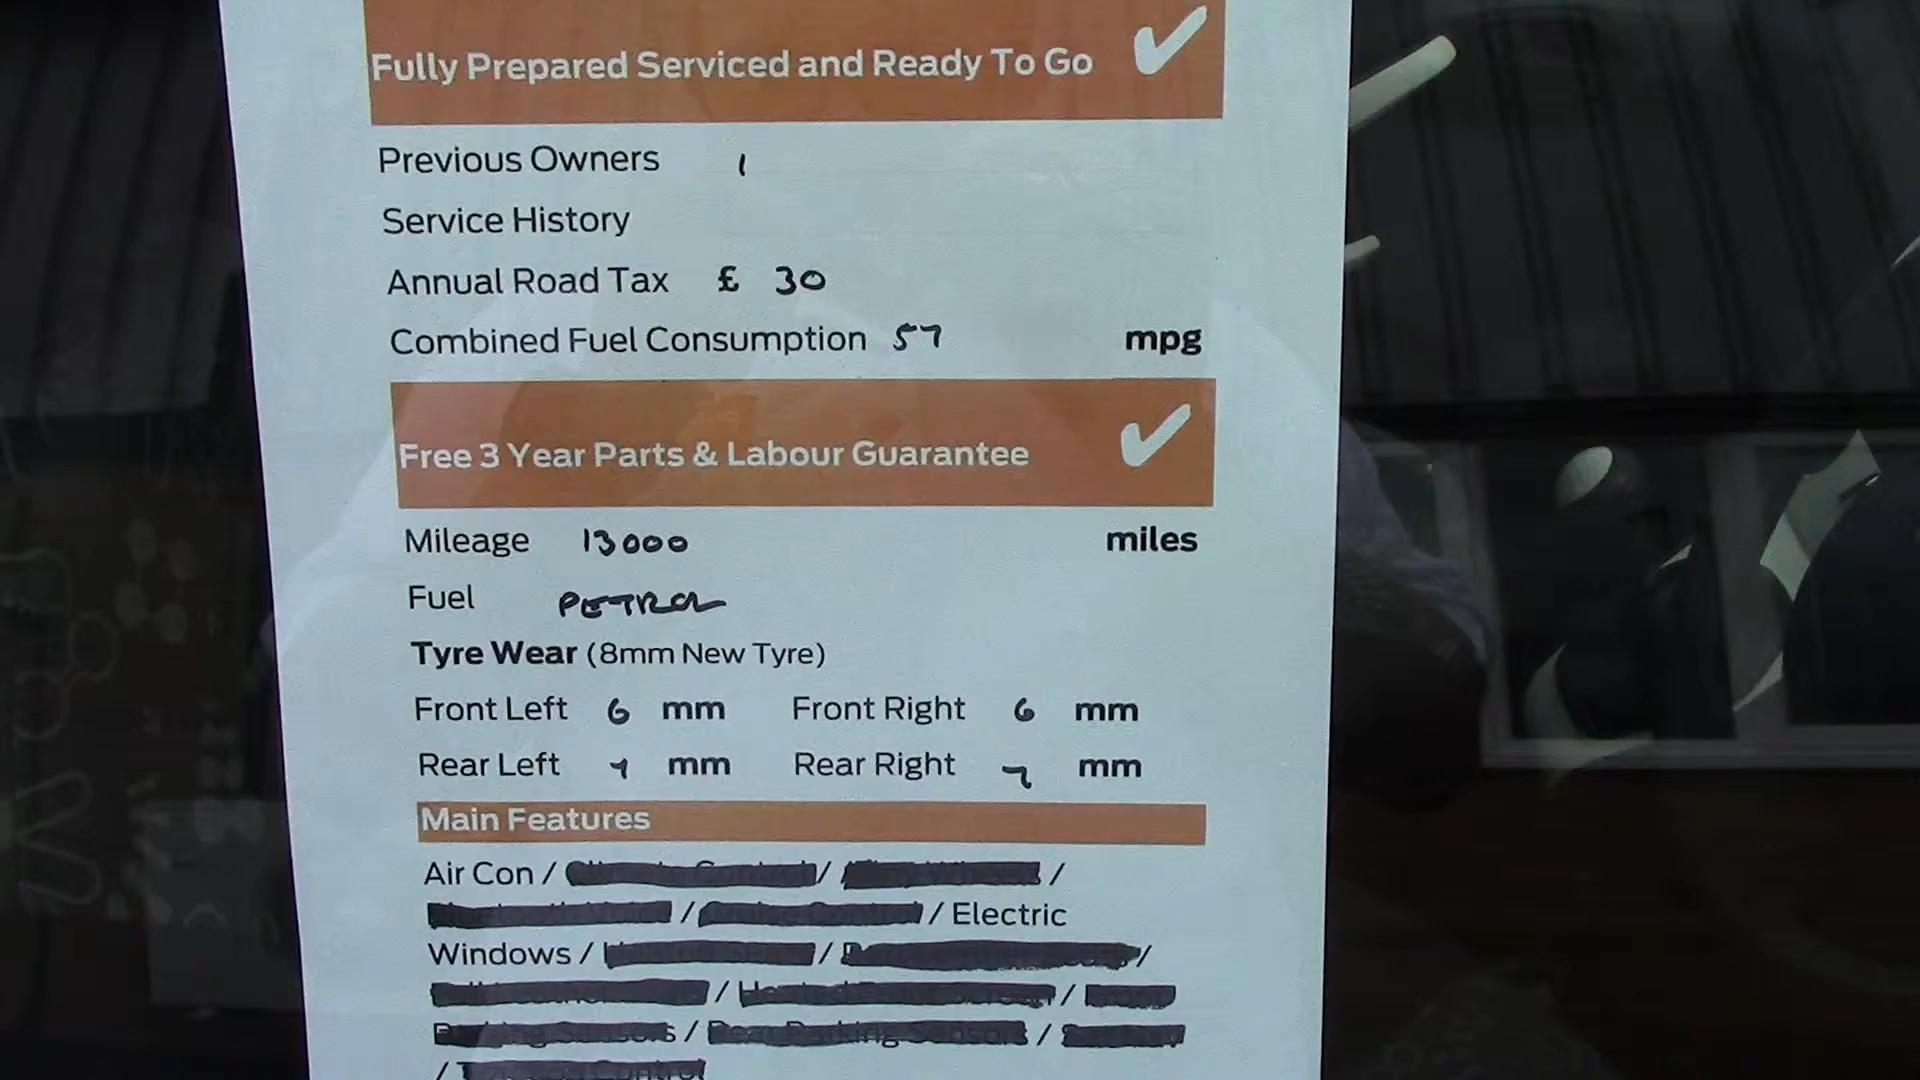 Fully Prepared Serviced and Ready To Go
Previous Owners 1
Service History
Annual Road Tax £ 30
Combined Fuel Consumption 57 mpg
Free 3 Year Parts & Labour Guarantee
Mileage 13000 miles
Fuel PETROL
Tyre Wear (8mm New Tyre)
Front Left 6 mm Front Right 6 mm
Rear Left 7 mm Rear Right 7 mm
Main Features
Air Con / / /
/ / Electric
Windows / / /
/ / /
/ Rear Parking Sensors /
/